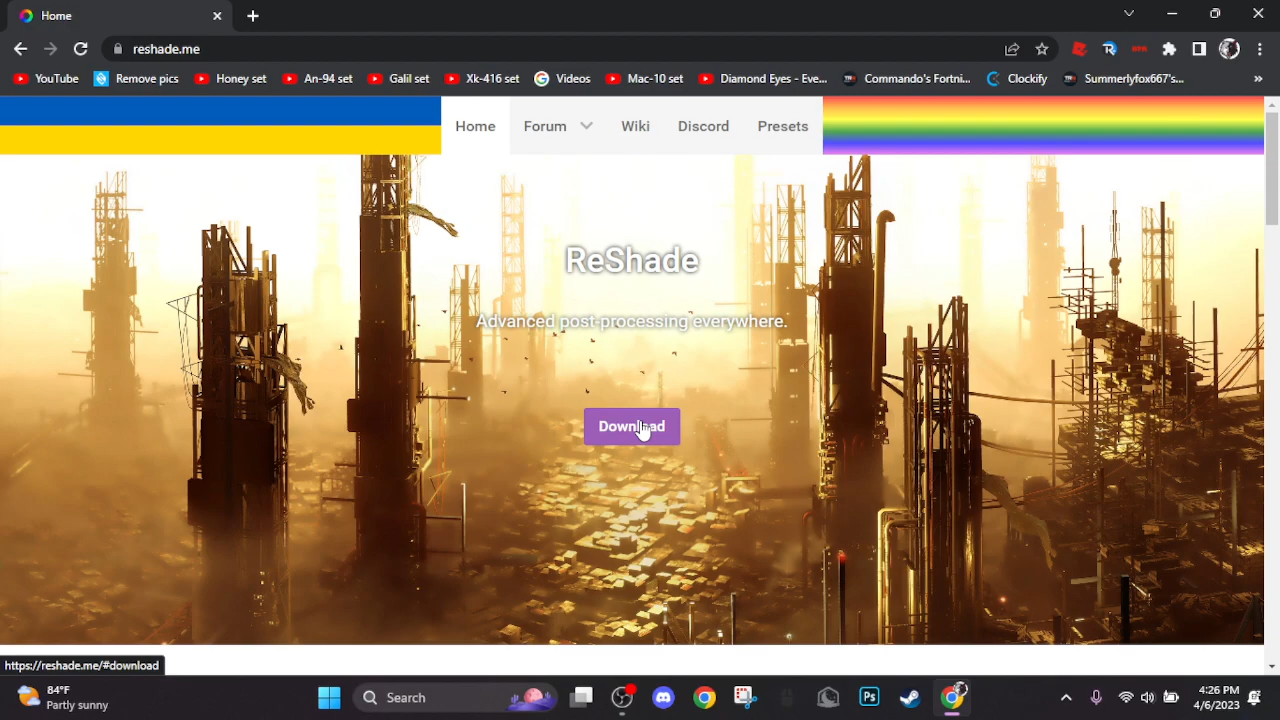 Home
reshade.me
YouTube Remove pics Honey set An-94 set Galil set Xk-416 set Videos Mac-10 set Diamond Eyes - Eve... Commando's Fortni... Clockify Summerlyfox667's... »
Home Forum Wiki Discord Presets
ReShade
Advanced post-processing everywhere.
Download
https://reshade.me/#download
84°F
Partly sunny
Search
Ps
4:26 PM
4/6/2023